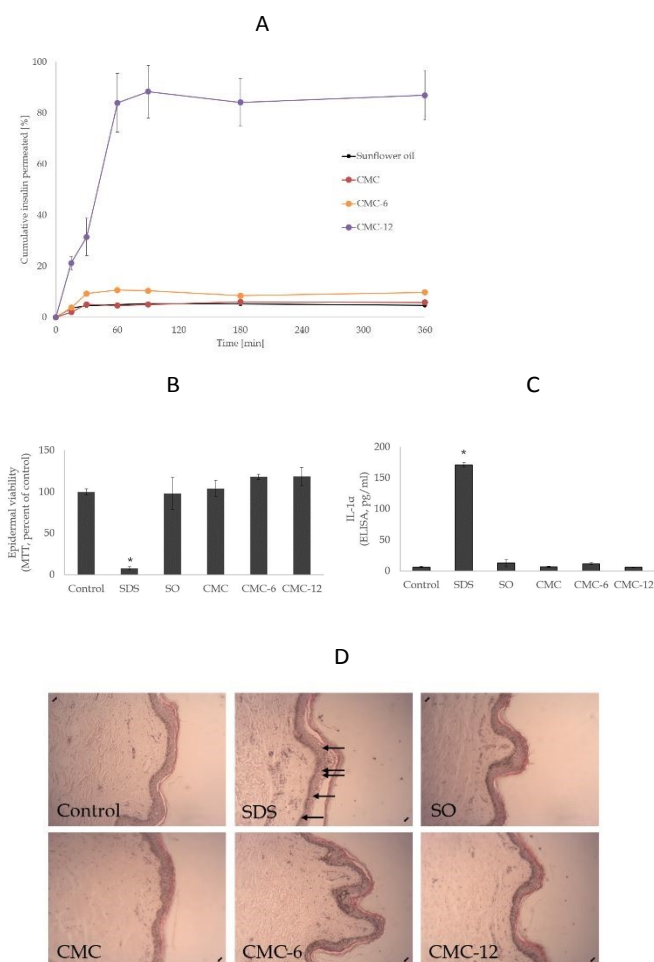 A
Cumulative insulin permeated [%]
100
80
60
40
20
0
Sunflower oil
CMC
CMC-6
CMC-12
0 60 120 180 240 300 360
Time [min]
B
C
Epidermal viability
(MTT, percent of control)
150
100
50
0
*
Control SDS SO CMC CMC-6 CMC-12
IL-1α
(ELISA, pg/ml)
200
150
100
50
0
*
Control SDS SO CMC CMC-6 CMC-12
D
Control
SDS
SO
CMC
CMC-6
CMC-12